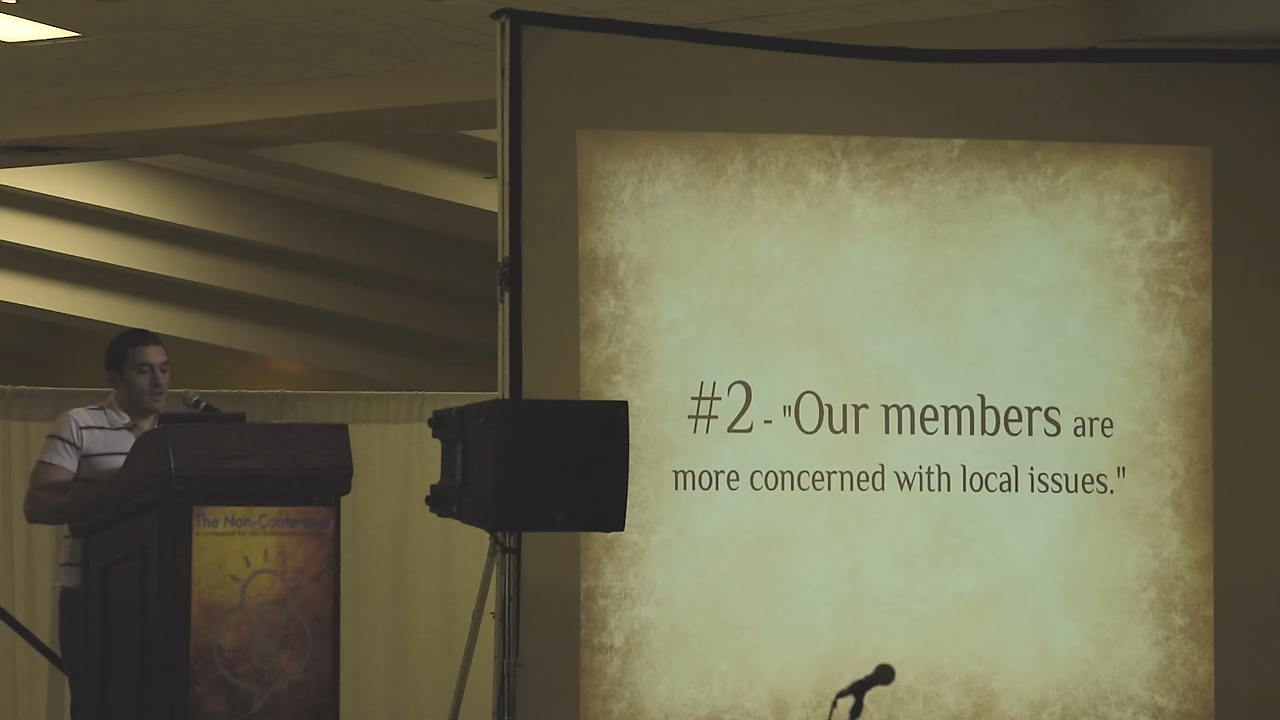 #2 - "Our members are
more concerned with local issues."
The Non-Conference